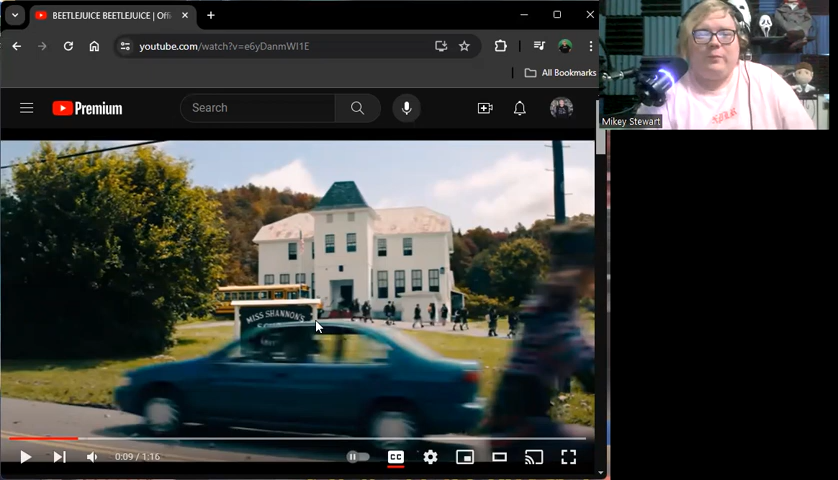 BEETLEJUICE BEETLEJUICE | Offi
youtube.com/watch?v=e6yDanmWI1E
All Bookmarks
Premium
Search
Mikey Stewart
MISS SHANNON'S
0:09 / 1:16
CC